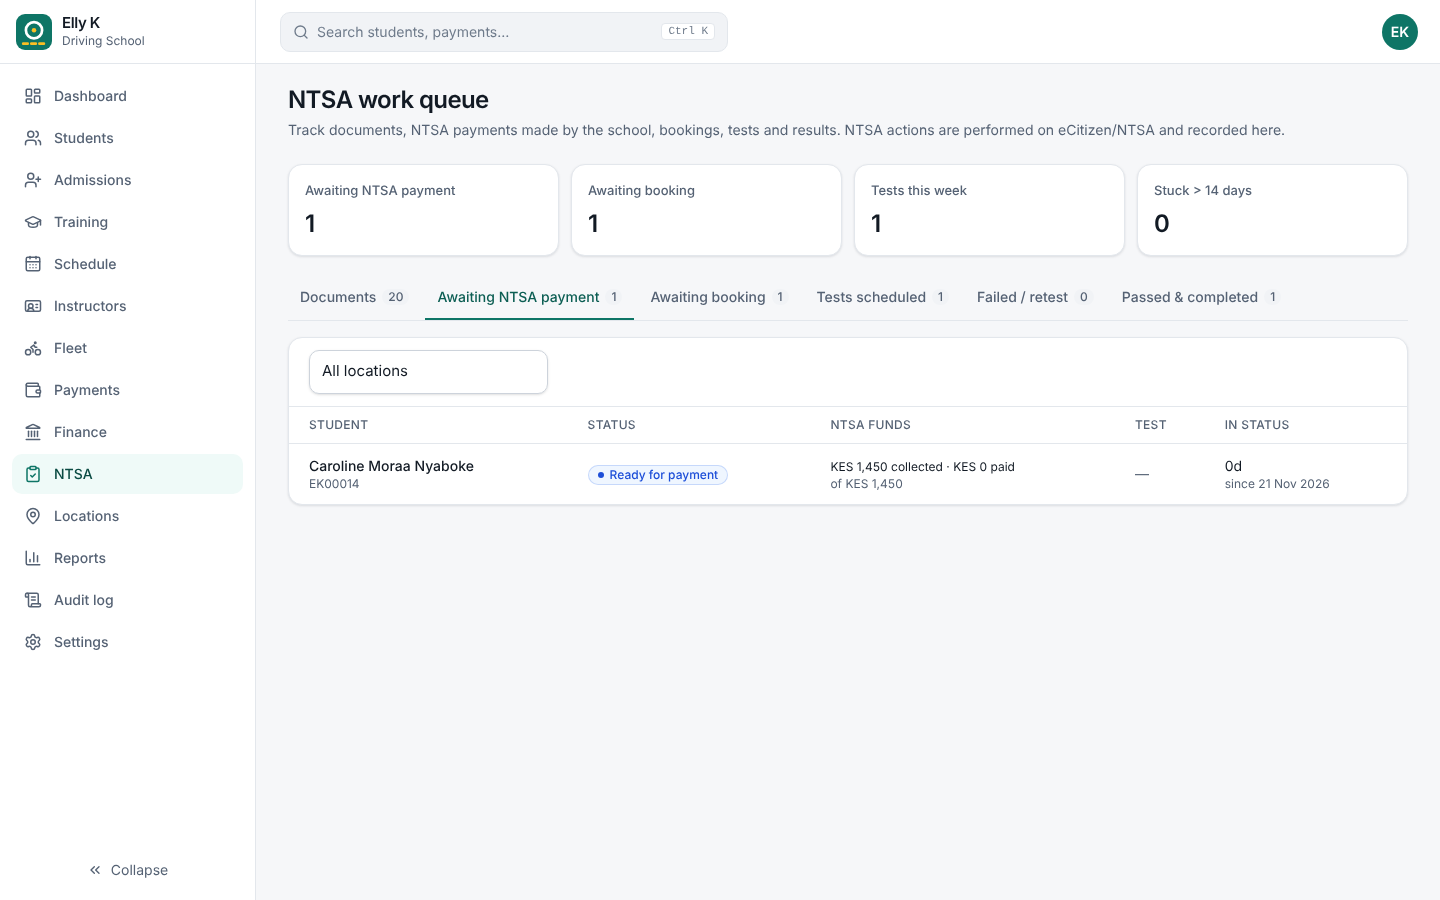 Elly K
Driving School
Search students, payments...
Ctrl K
EK
Dashboard
Students
Admissions
Training
Schedule
Instructors
Fleet
Payments
Finance
NTSA
Locations
Reports
Audit log
Settings
Collapse
NTSA work queue
Track documents, NTSA payments made by the school, bookings, tests and results. NTSA actions are performed on eCitizen/NTSA and recorded here.
Awaiting NTSA payment
1
Awaiting booking
1
Tests this week
1
Stuck > 14 days
0
Documents 20
Awaiting NTSA payment 1
Awaiting booking 1
Tests scheduled 1
Failed / retest 0
Passed & completed 1
All locations
STUDENT STATUS NTSA FUNDS TEST IN STATUS
Caroline Moraa Nyaboke
EK00014
Ready for payment
KES 1,450 collected · KES 0 paid
of KES 1,450
—
0d
since 21 Nov 2026